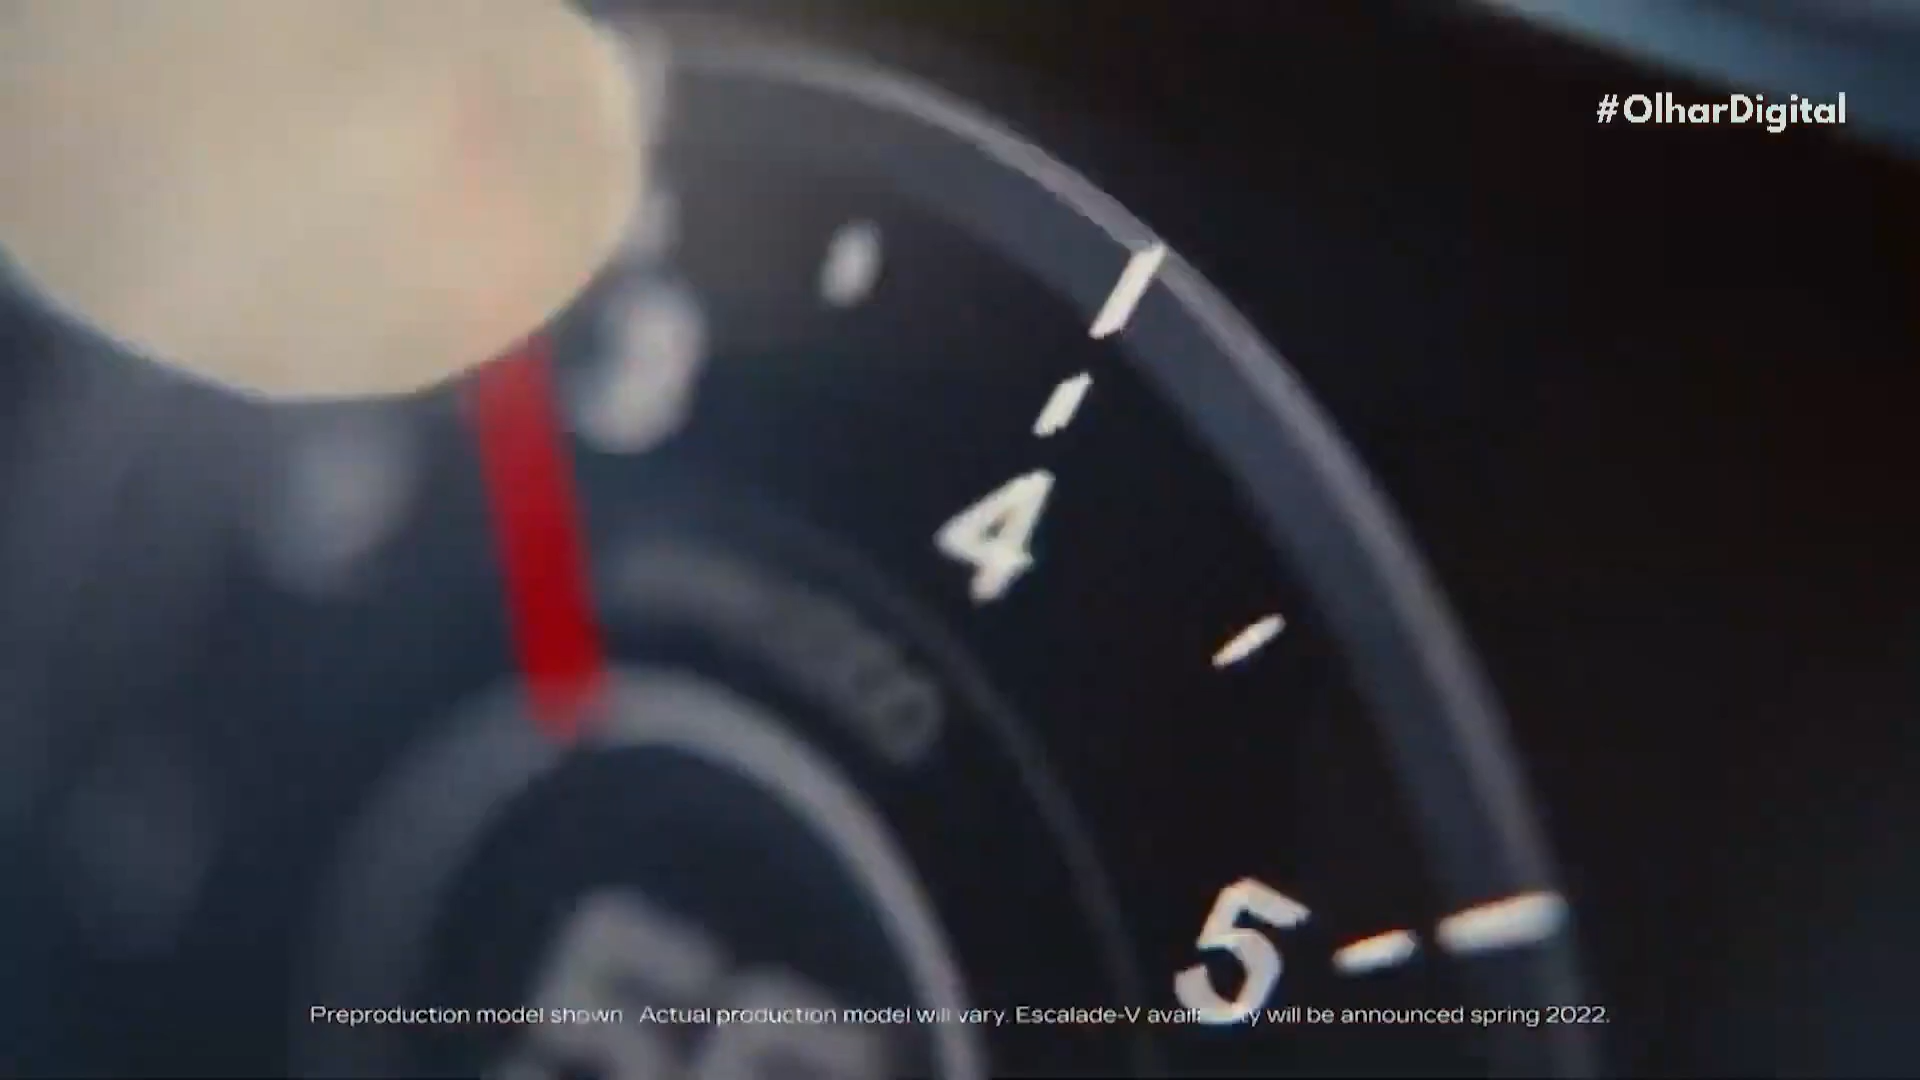 #OlharDigital
4
5
Preproduction model shown Actual production model will vary. Escalade-V will be announced spring 2022.